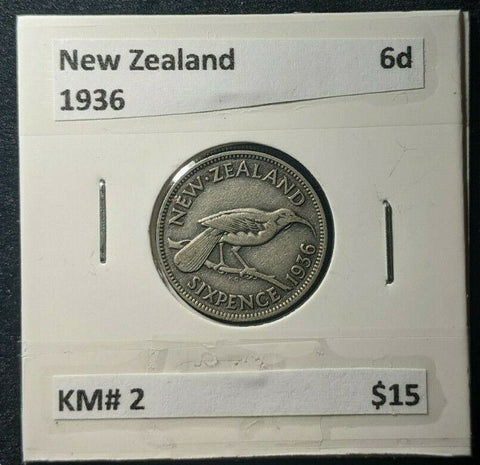 New Zealand 6d
1936
NEW·ZEALAND
1936
SIXPENCE
KM# 2 $15